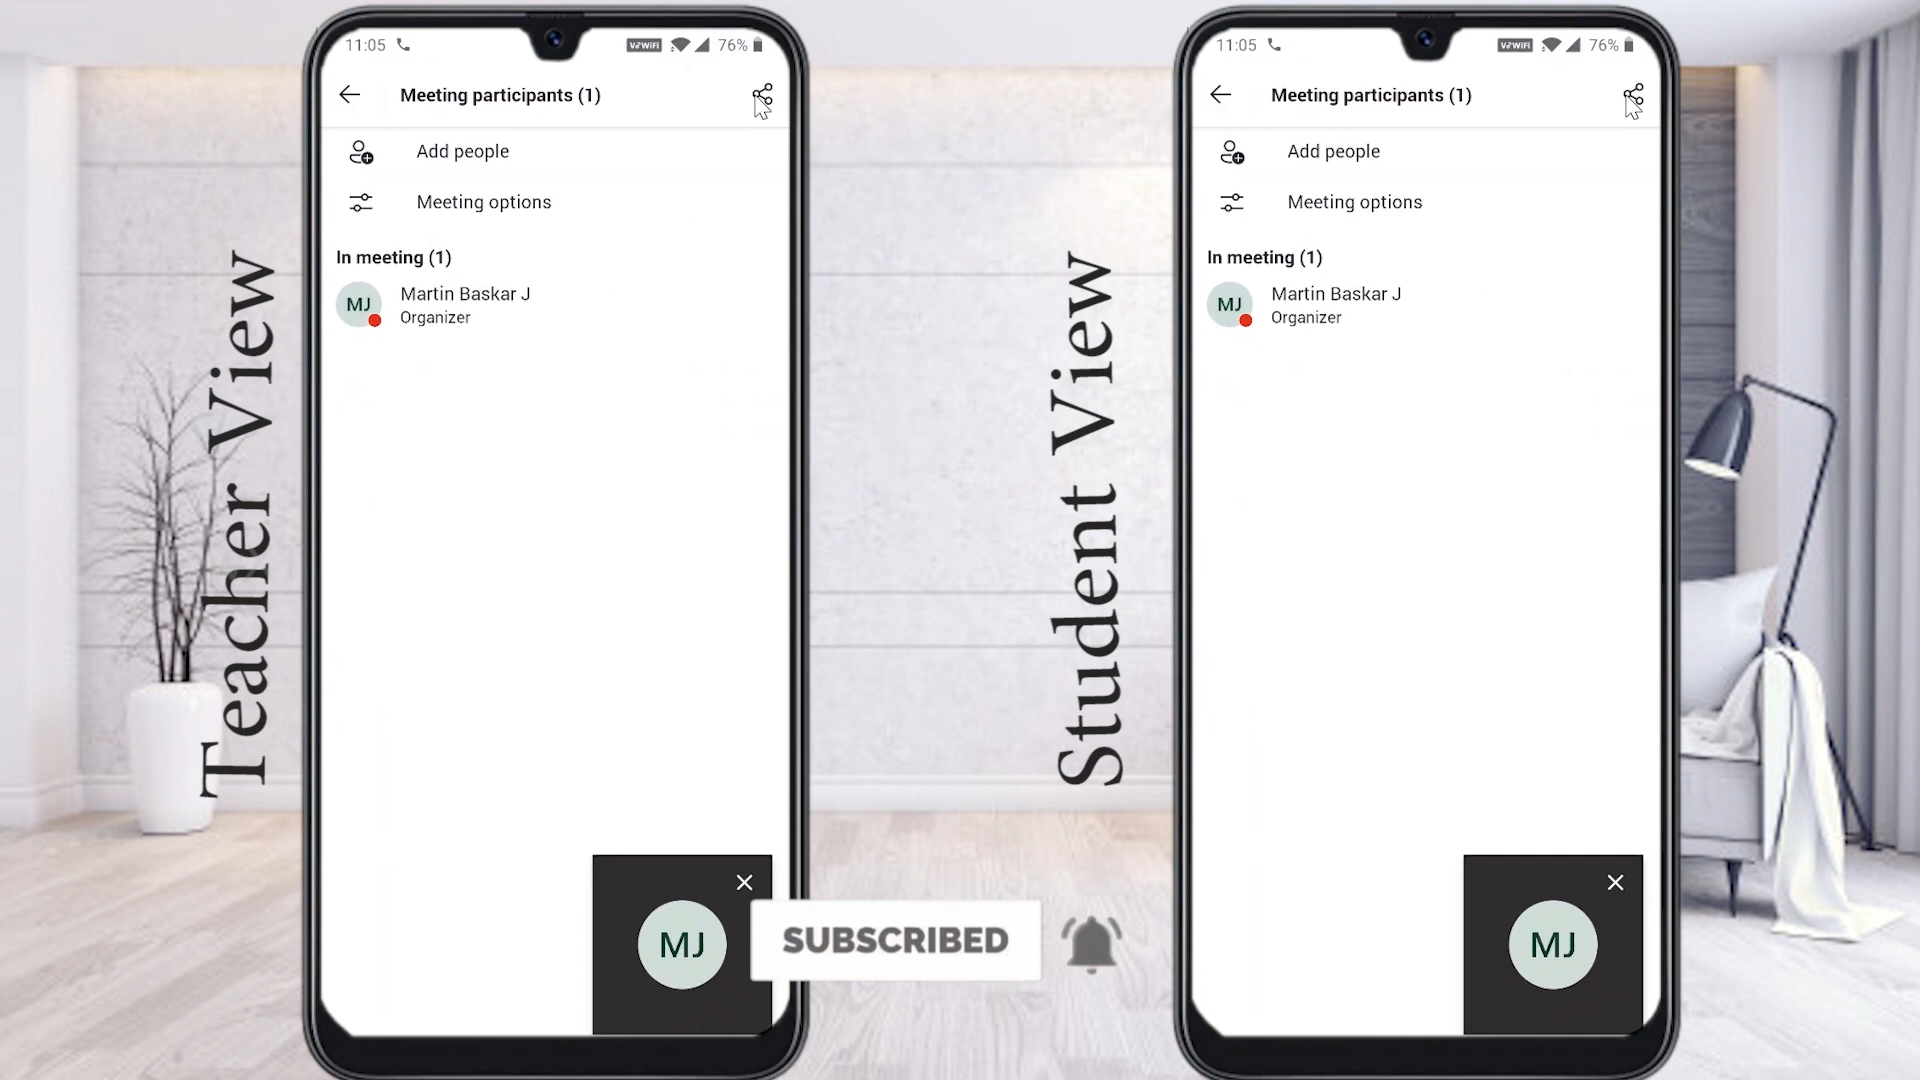 Teacher View
11:05
VoWiFi
76%
Meeting participants (1)
Add people
Meeting options
In meeting (1)
MJ
Martin Baskar J
Organizer
MJ
SUBSCRIBED
Student View
11:05
VoWiFi
76%
Meeting participants (1)
Add people
Meeting options
In meeting (1)
MJ
Martin Baskar J
Organizer
MJ